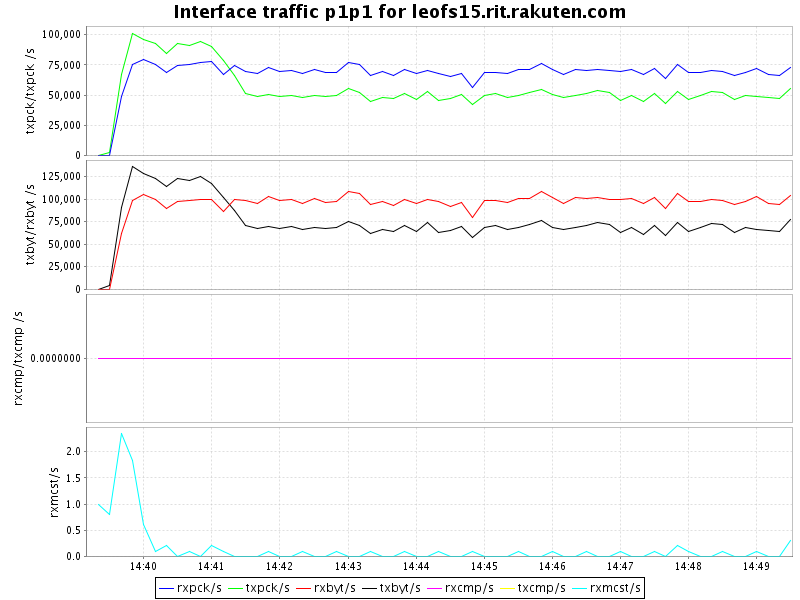 Interface traffic p1p1 for leofs15.rit.rakuten.com
txpck/txpck /s
100,000
75,000
50,000
25,000
0
txbyt/rxbyt /s
125,000
100,000
75,000
50,000
25,000
0
rxcmp/txcmp /s
0.0000000
rxmcst/s
2.0
1.5
1.0
0.5
0.0
14:40 14:41 14:42 14:43 14:44 14:45 14:46 14:47 14:48 14:49
rxpck/s txpck/s rxbyt/s txbyt/s rxcmp/s txcmp/s rxmcst/s